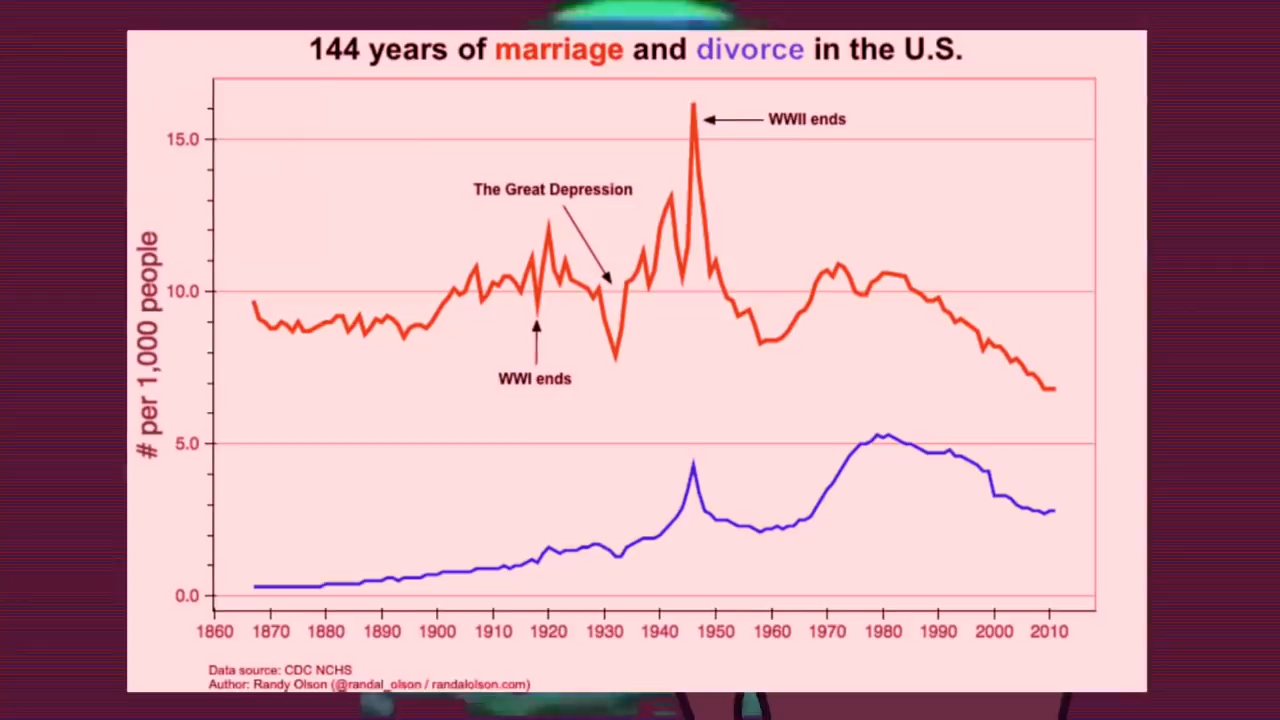 144 years of marriage and divorce in the U.S.
# per 1,000 people
15.0
10.0
5.0
0.0
WWII ends
The Great Depression
WWI ends
1860 1870 1880 1890 1900 1910 1920 1930 1940 1950 1960 1970 1980 1990 2000 2010
Data source: CDC NCHS
Author: Randy Olson (@randal_olson / randalolson.com)